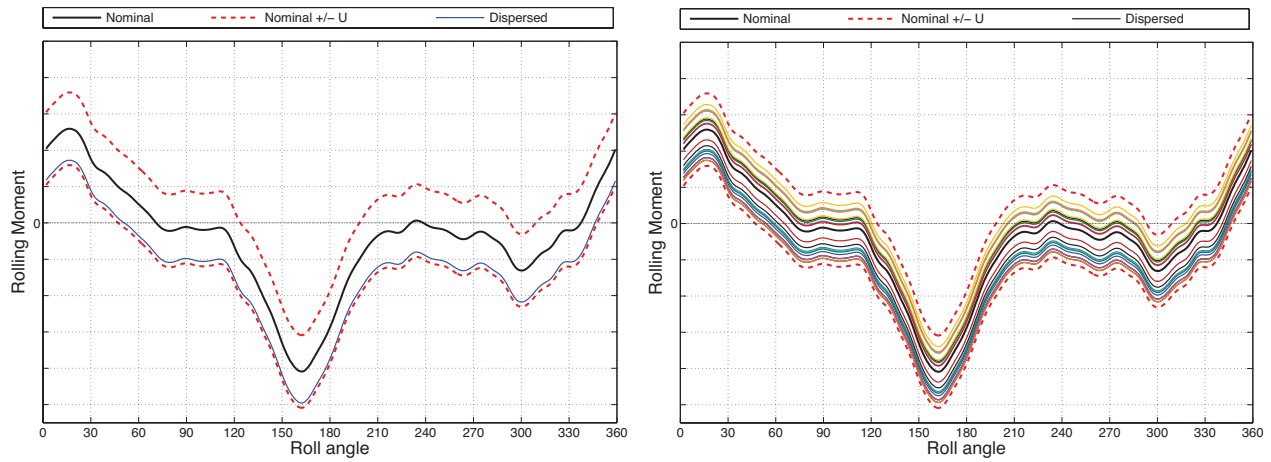 Nominal Nominal +/− U Dispersed
Rolling Moment
0
0 30 60 90 120 150 180 210 240 270 300 330 360
Roll angle
Nominal Nominal +/− U Dispersed
Rolling Moment
0
0 30 60 90 120 150 180 210 240 270 300 330 360
Roll angle